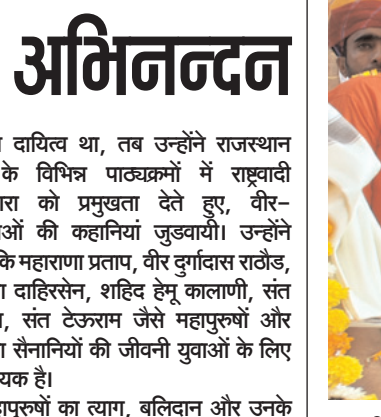 अभिनन्दन
दायित्व था, तब उन्होंने राजस्थान
के विभिन्न पाठ्यक्रमों में राष्ट्रवादी
को प्रमुखता देते हुए, वीर-
की कहानियां जुडवायी। उन्होंने
कि महाराणा प्रताप, वीर दुर्गादास राठौड,
दाहिरसेन, शहिद हेमू कालाणी, संत
संत टेऊराम जैसे महापुरुषों और
सैनानियों की जीवनी युवाओं के लिए
है।
का त्याग, बलिदान और उनके